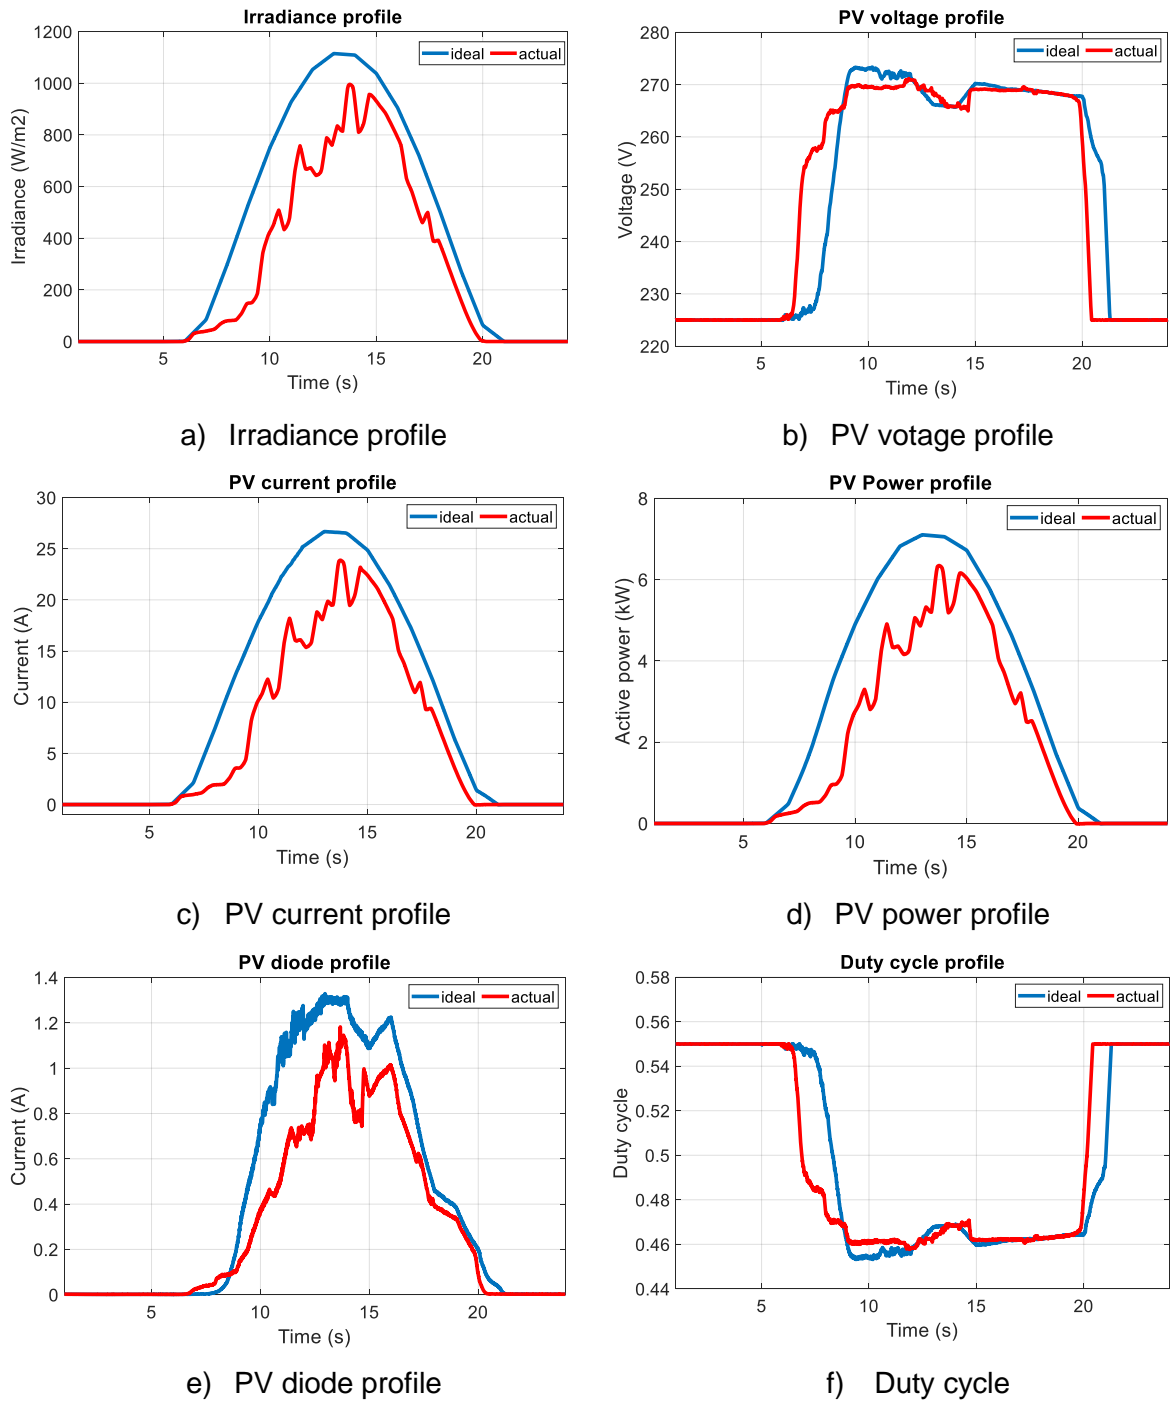 Irradiance profile
ideal actual
1200
1000
800
600
400
200
0
Irradiance (W/m2)
5 10 15 20
Time (s)
a) Irradiance profile
PV voltage profile
ideal actual
280
270
260
250
240
230
220
Voltage (V)
5 10 15 20
Time (s)
b) PV votage profile
PV current profile
ideal actual
30
25
20
15
10
5
0
Current (A)
5 10 15 20
Time (s)
c) PV current profile
PV Power profile
ideal actual
8
6
4
2
0
Active power (kW)
5 10 15 20
Time (s)
d) PV power profile
PV diode profile
ideal actual
1.4
1.2
1
0.8
0.6
0.4
0.2
0
Current (A)
5 10 15 20
Time (s)
e) PV diode profile
Duty cycle profile
ideal actual
0.58
0.56
0.54
0.52
0.5
0.48
0.46
0.44
Duty cycle
5 10 15 20
Time (s)
f) Duty cycle